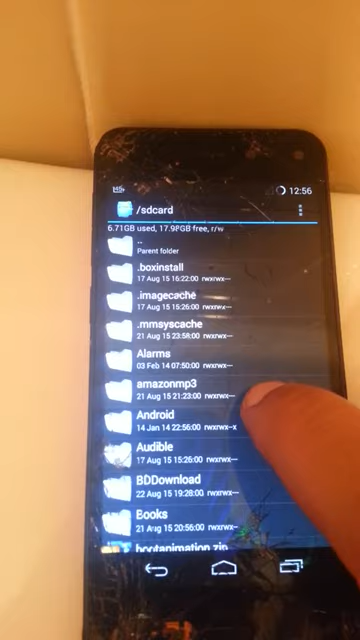 12:56
/sdcard
6.71GB used, 17.98GB free, r/w
..
Parent folder
.boxinstall
17 Aug 15 16:22:00 rwxrwx---
.imagecache
17 Aug 15 15:26:00 rwxrwx---
.mmsyscache
21 Aug 15 23:58:00 rwxrwx---
Alarms
03 Feb 14 07:50:00 rwxrwx---
amazonmp3
21 Aug 15 21:23:00 rwxrwx---
Android
14 Jan 14 22:56:00 rwxrwx--x
Audible
17 Aug 15 15:26:00 rwxrwx---
BDDownload
22 Aug 15 19:28:00 rwxrwx---
Books
21 Aug 15 20:56:00 rwxrwx---
bootanimation.zip